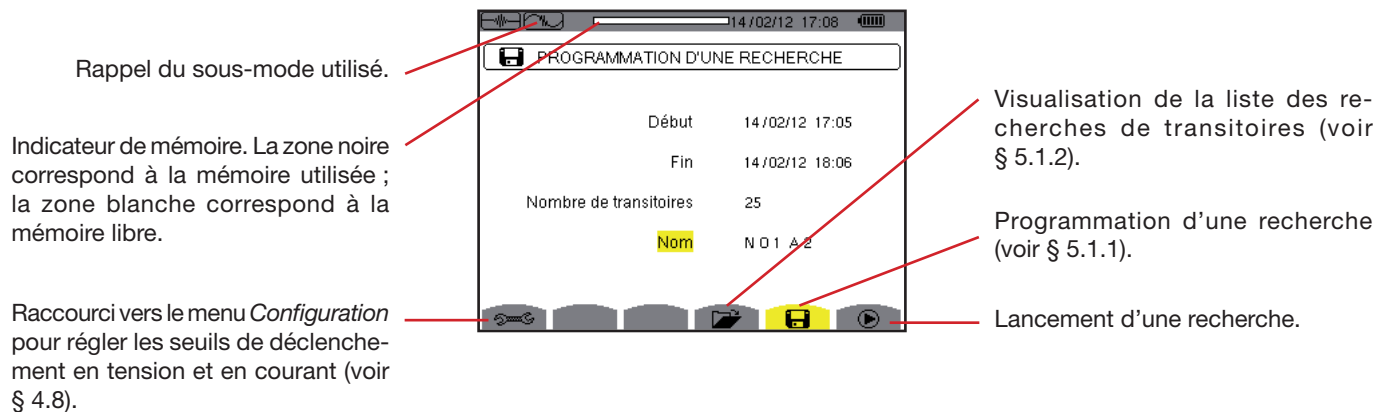 Rappel du sous-mode utilisé.
Indicateur de mémoire. La zone noire
correspond à la mémoire utilisée ;
la zone blanche correspond à la
mémoire libre.
Raccourci vers le menu Configuration
pour régler les seuils de déclenche-
ment en tension et en courant (voir
§ 4.8).
14/02/12 17:08
PROGRAMMATION D'UNE RECHERCHE
Début 14/02/12 17:05
Fin 14/02/12 18:06
Nombre de transitoires 25
Nom N O 1 A 2
Visualisation de la liste des re-
cherches de transitoires (voir
§ 5.1.2).
Programmation d'une recherche
(voir § 5.1.1).
Lancement d'une recherche.